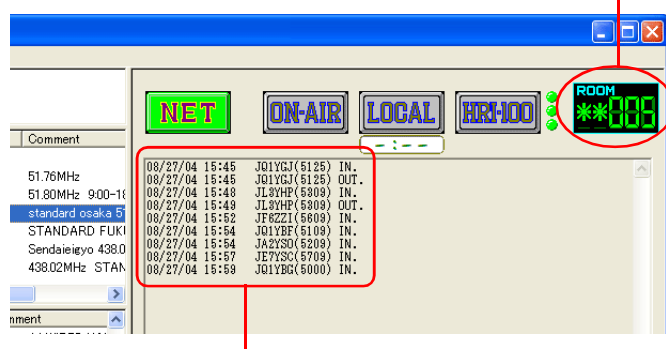 NET ON-AIR LOCAL HRI-100 ROOM
**009
-:--
Comment
51.76MHz
51.80MHz 9:00-18
standard osaka 51
STANDARD FUKU
Sendaieigyo 438.0
438.02MHz STAN
mment
08/27/04 15:45 JQ1YGJ(5125) IN.
08/27/04 15:45 JQ1YGJ(5125) OUT.
08/27/04 15:48 JL3YHP(5309) IN.
08/27/04 15:49 JL3YHP(5309) OUT.
08/27/04 15:52 JF6ZZI(5609) IN.
08/27/04 15:54 JQ1YBF(5109) IN.
08/27/04 15:54 JA2YSO(5209) IN.
08/27/04 15:57 JE7YSC(5709) IN.
08/27/04 15:59 JQ1YBG(5000) IN.